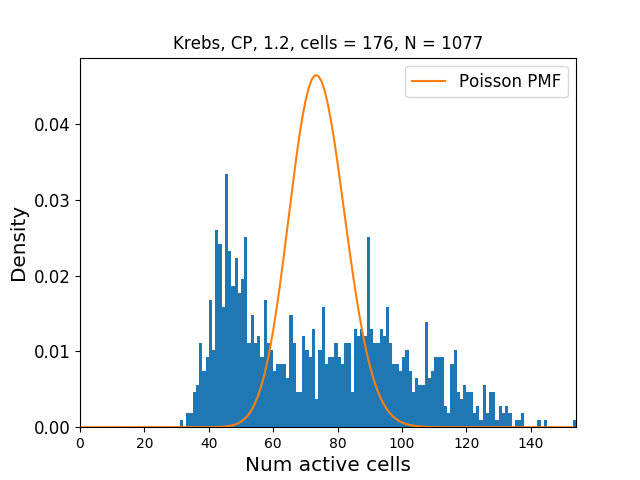 Krebs, CP, 1.2, cells = 176, N = 1077
Poisson PMF
0.04
0.03
0.02
0.01
0.00
Density
0 20 40 60 80 100 120 140
Num active cells